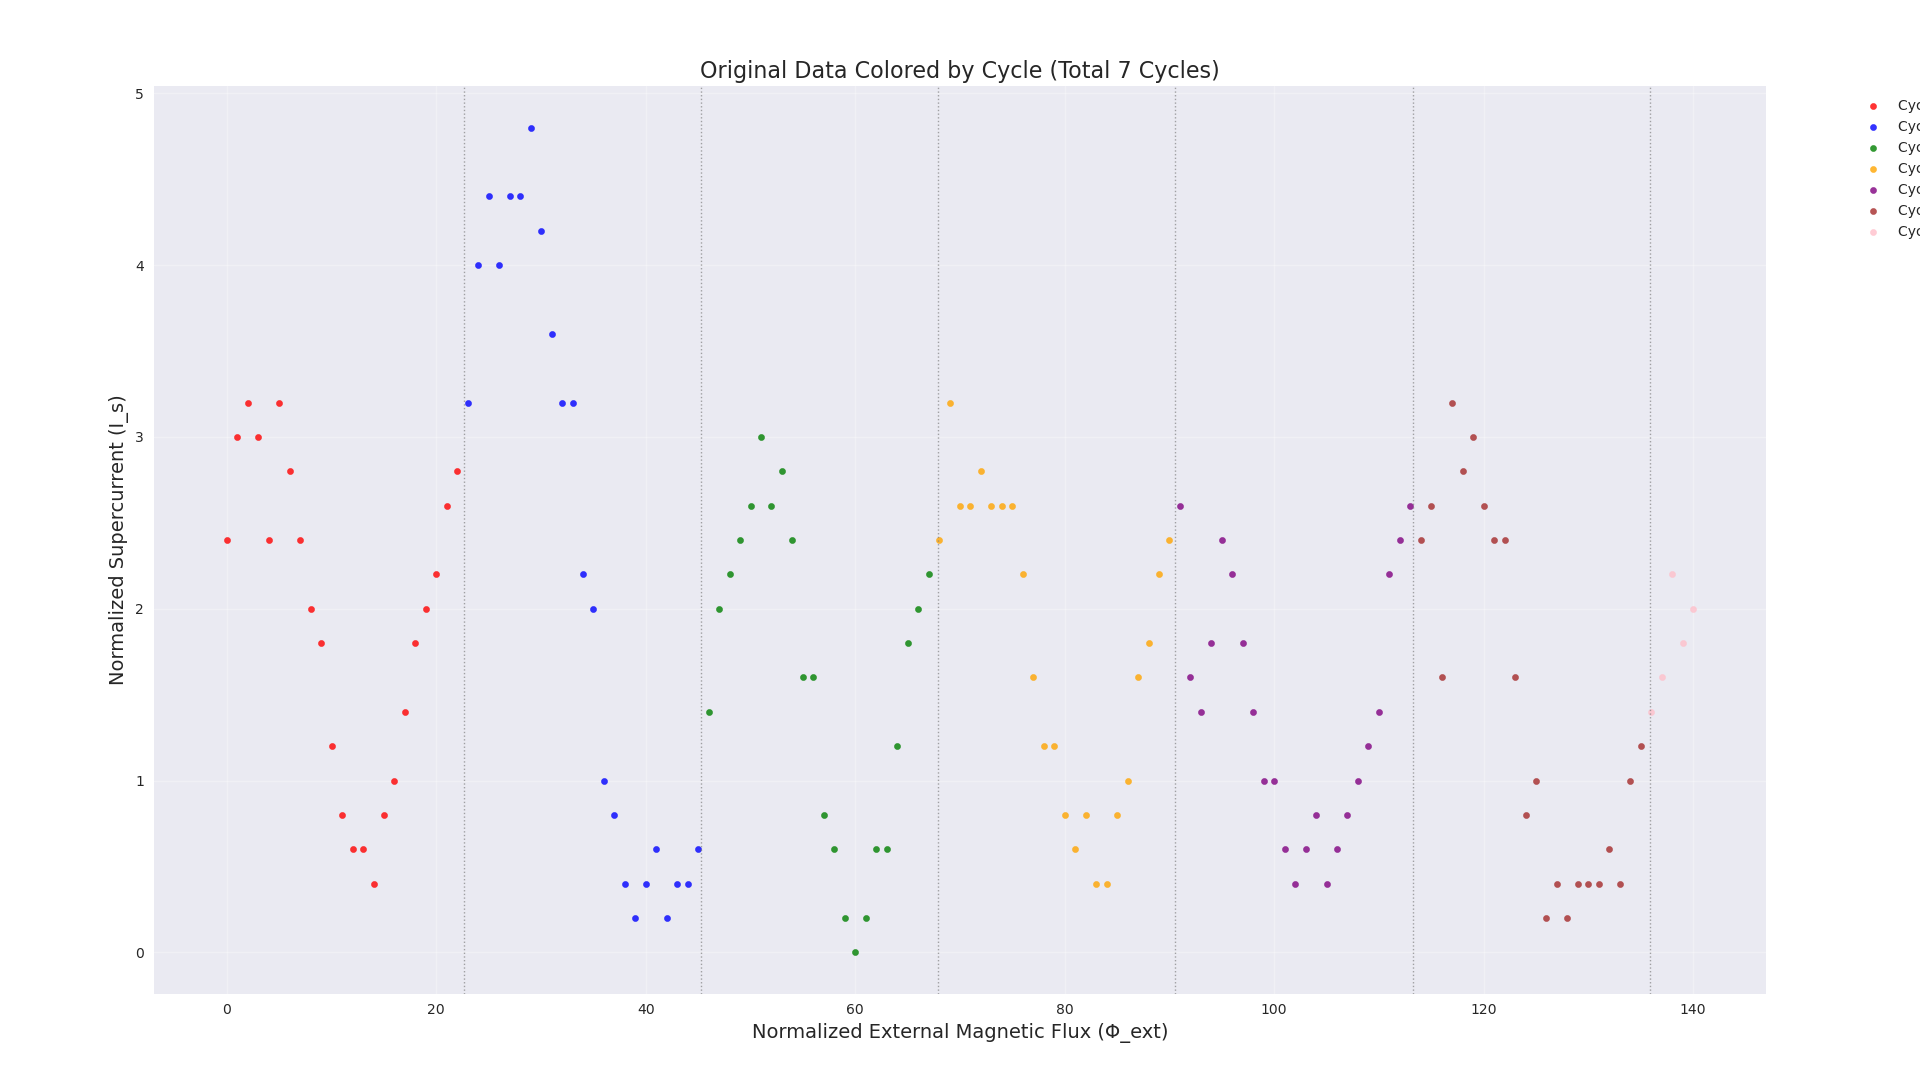 Original Data Colored by Cycle (Total 7 Cycles)
5
4
3
2
1
0
Normalized Supercurrent (I_s)
0 20 40 60 80 100 120 140
Normalized External Magnetic Flux (Φ_ext)
Cyc
Cyc
Cyc
Cyc
Cyc
Cyc
Cyc